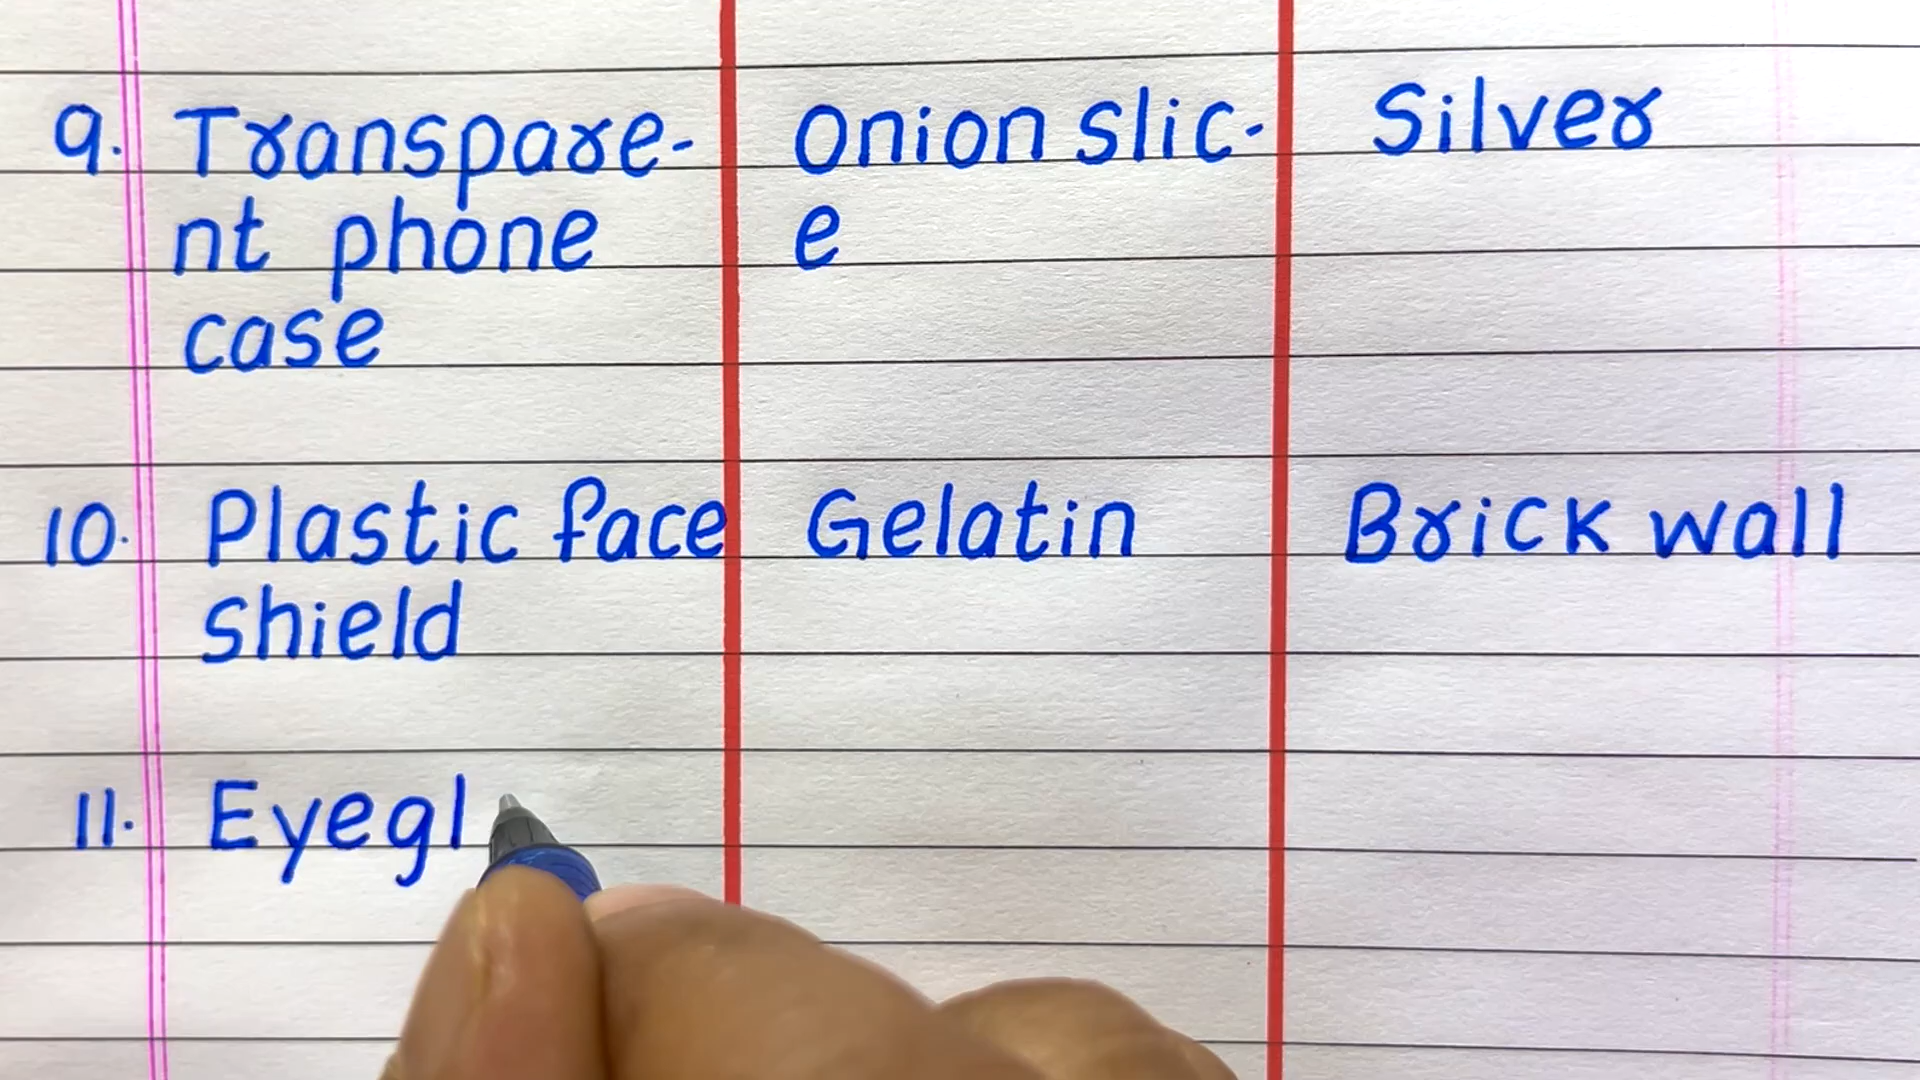 9. Transpare- Onion slic- Silver
nt phone e
case
10. Plastic face Gelatin Brick wall
shield
11. Eyegl